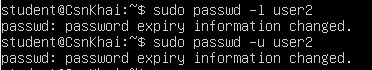 student@CsnKhai:~$ sudo passwd -l user2
passwd: password expiry information changed.
student@CsnKhai:~$ sudo passwd -u user2
passwd: password expiry information changed.